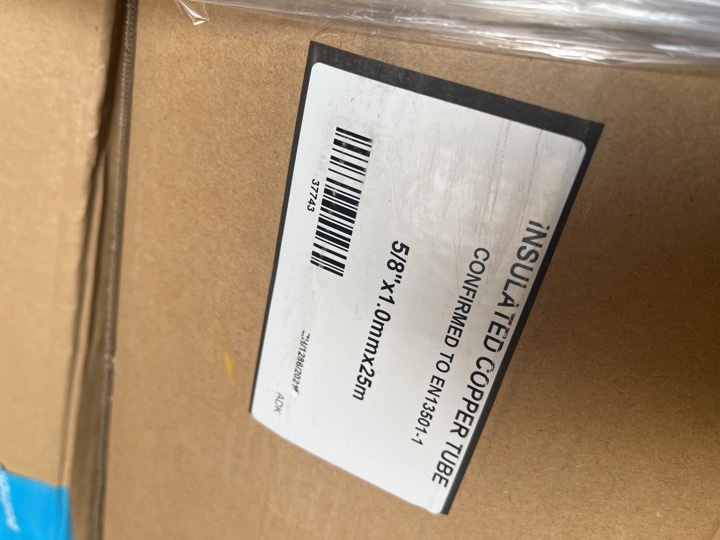 iNSULATED COPPER TUBE
CONFIRMED TO EN13501-1
5/8"x1.0mmx25m
37743
ADK